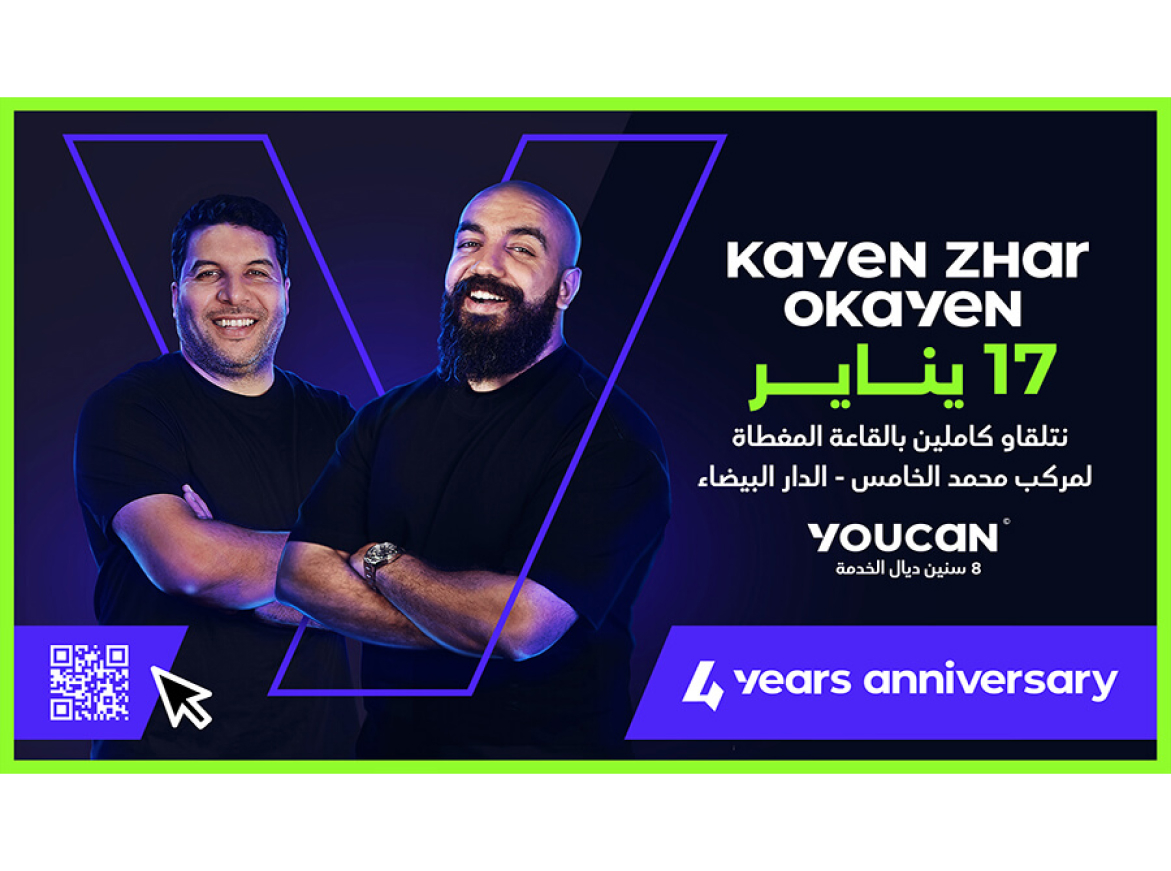 KAYEN ZHAR
OKAYEN
17 ينـــايـــر
نتلقاو كاملين بالقاعة المغطاة
لمركب محمد الخامس - الدار البيضاء
YOUCAN©
8 سنين ديال الخدمة
4 years anniversary